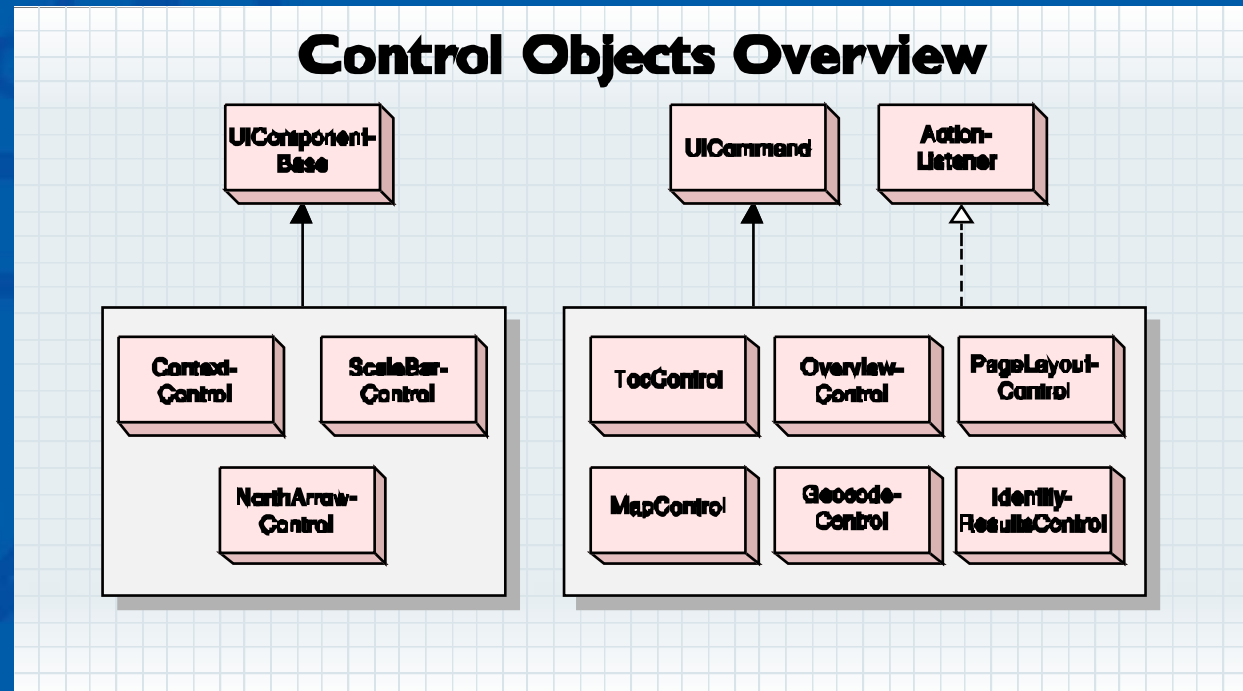 Control Objects Overview
UIComponent-
Base
UICommand
Action-
Listener
Context-
Control
ScaleBar-
Control
NorthArrow-
Control
TocControl
Overview-
Control
PageLayout-
Control
MapControl
Geocode-
Control
Identify-
ResultsControl